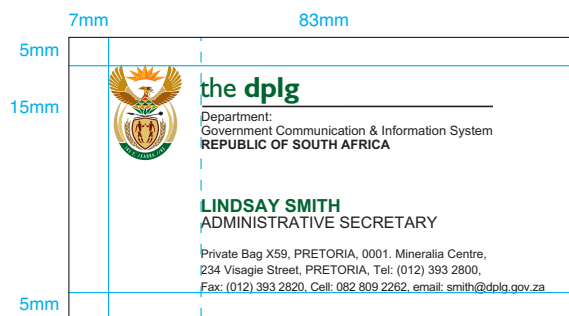 7mm
83mm
5mm
15mm
the dplg
Department:
Government Communication & Information System
REPUBLIC OF SOUTH AFRICA
LINDSAY SMITH
ADMINISTRATIVE SECRETARY
Private Bag X59, PRETORIA, 0001. Mineralia Centre,
234 Visagie Street, PRETORIA, Tel: (012) 393 2800,
Fax: (012) 393 2820, Cell: 082 809 2262, email: smith@dplg.gov.za
5mm